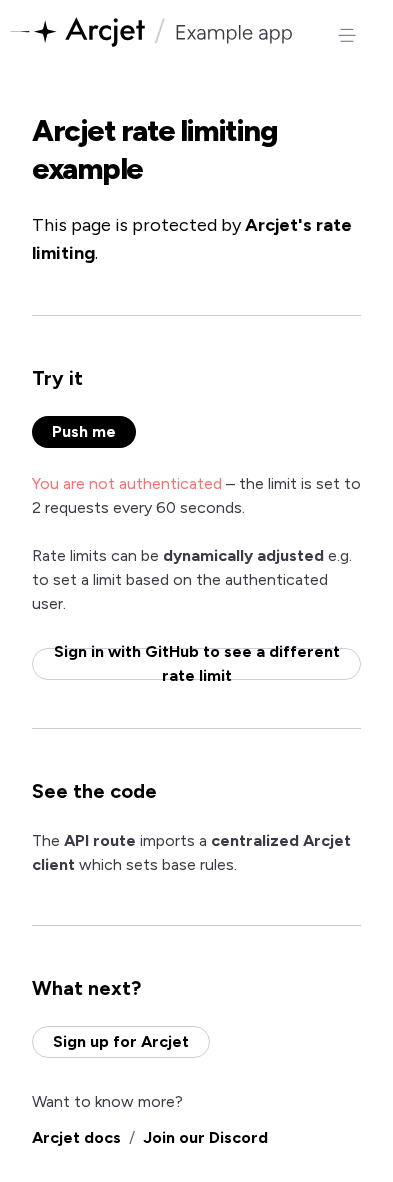 Arcjet / Example app
Arcjet rate limiting
example
This page is protected by Arcjet's rate
limiting.
Try it
Push me
You are not authenticated – the limit is set to
2 requests every 60 seconds.
Rate limits can be dynamically adjusted e.g.
to set a limit based on the authenticated
user.
Sign in with GitHub to see a different
rate limit
See the code
The API route imports a centralized Arcjet
client which sets base rules.
What next?
Sign up for Arcjet
Want to know more?
Arcjet docs / Join our Discord